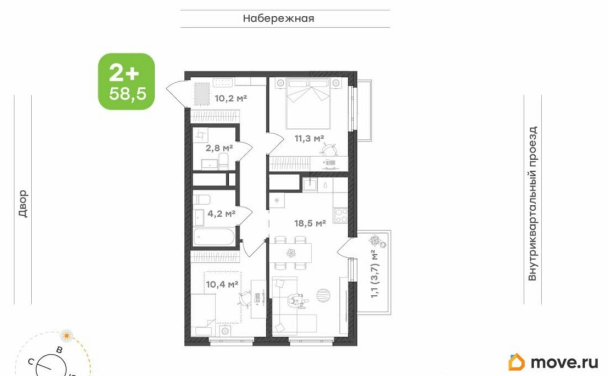 Набережная
2+
58,5
10,2 м²
11,3 м²
2,8 м²
4,2 м²
18,5 м²
10,4 м²
1,1 (3,7) м²
Двор
Внутриквартальный проезд
В
С
move.ru